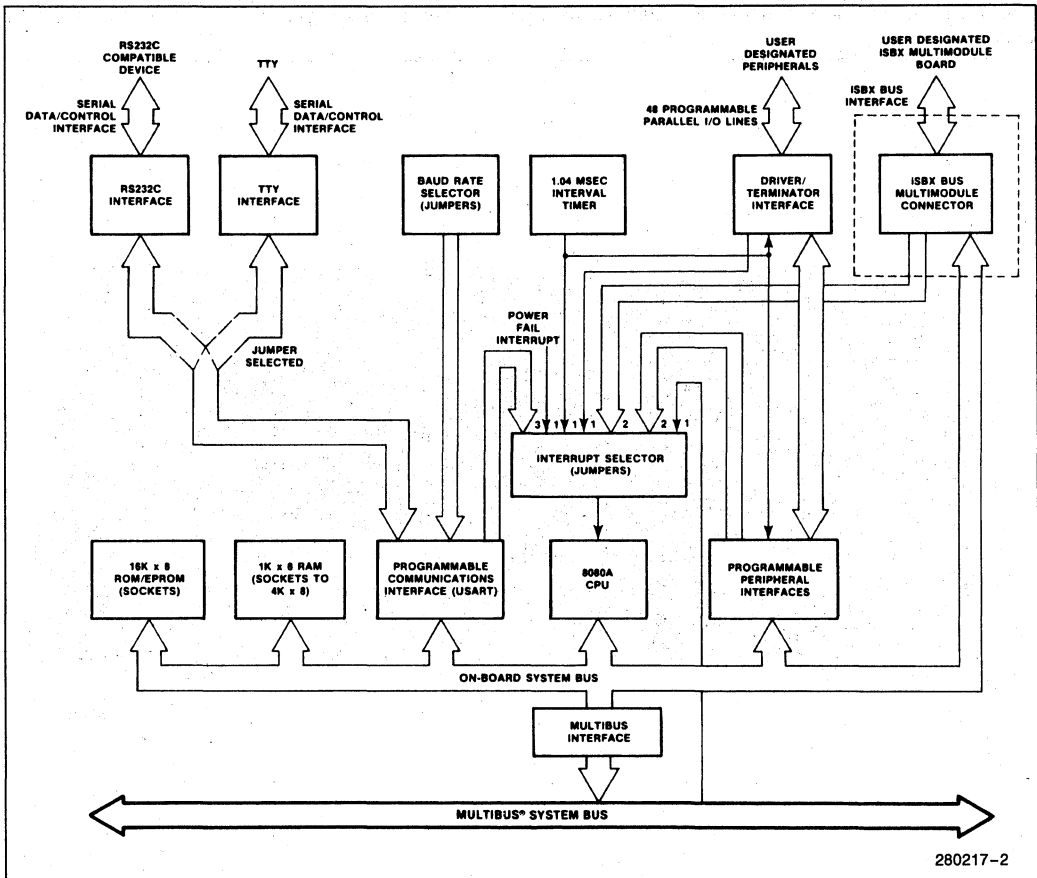 RS232C
COMPATIBLE
DEVICE
TTY
USER
DESIGNATED
PERIPHERALS
USER DESIGNATED
iSBX MULTIMODULE
BOARD
SERIAL
DATA/CONTROL
INTERFACE
SERIAL
DATA/CONTROL
INTERFACE
48 PROGRAMMABLE
PARALLEL I/O LINES
iSBX BUS
INTERFACE
RS232C
INTERFACE
TTY
INTERFACE
BAUD RATE
SELECTOR
(JUMPERS)
1.04 MSEC
INTERVAL
TIMER
DRIVER/
TERMINATOR
INTERFACE
iSBX BUS
MULTIMODULE
CONNECTOR
JUMPER
SELECTED
POWER
FAIL
INTERRUPT
3 1 1 1 2 2 1
INTERRUPT SELECTOR
(JUMPERS)
16K x 8
ROM/EPROM
(SOCKETS)
1K x 8 RAM
(SOCKETS TO
4K x 8)
PROGRAMMABLE
COMMUNICATIONS
INTERFACE (USART)
8080A
CPU
PROGRAMMABLE
PERIPHERAL
INTERFACES
ON-BOARD SYSTEM BUS
MULTIBUS
INTERFACE
MULTIBUS® SYSTEM BUS
280217-2